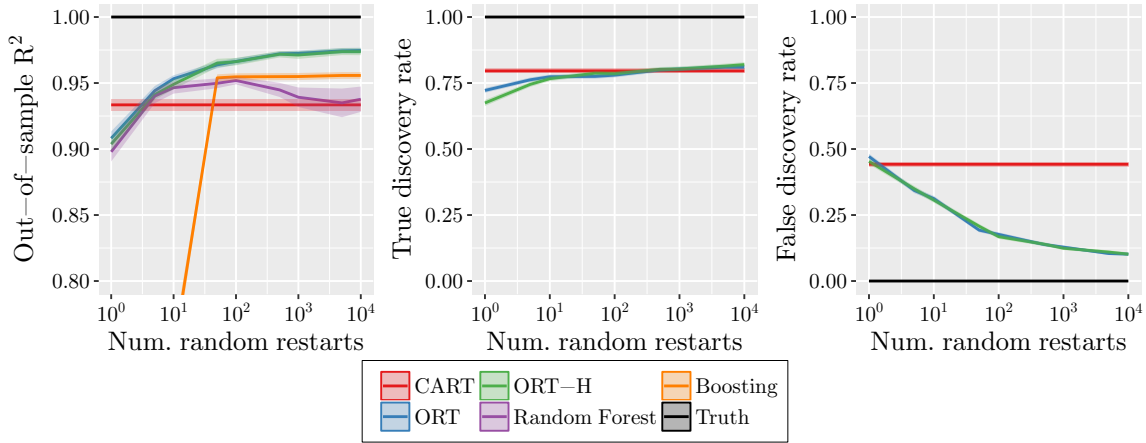 Out−of−sample R²
1.00
0.95
0.90
0.85
0.80
10⁰
10¹
10²
10³
10⁴
Num. random restarts
True discovery rate
1.00
0.75
0.50
0.25
0.00
10⁰
10¹
10²
10³
10⁴
Num. random restarts
False discovery rate
1.00
0.75
0.50
0.25
0.00
10⁰
10¹
10²
10³
10⁴
Num. random restarts
CART
ORT
ORT−H
Random Forest
Boosting
Truth